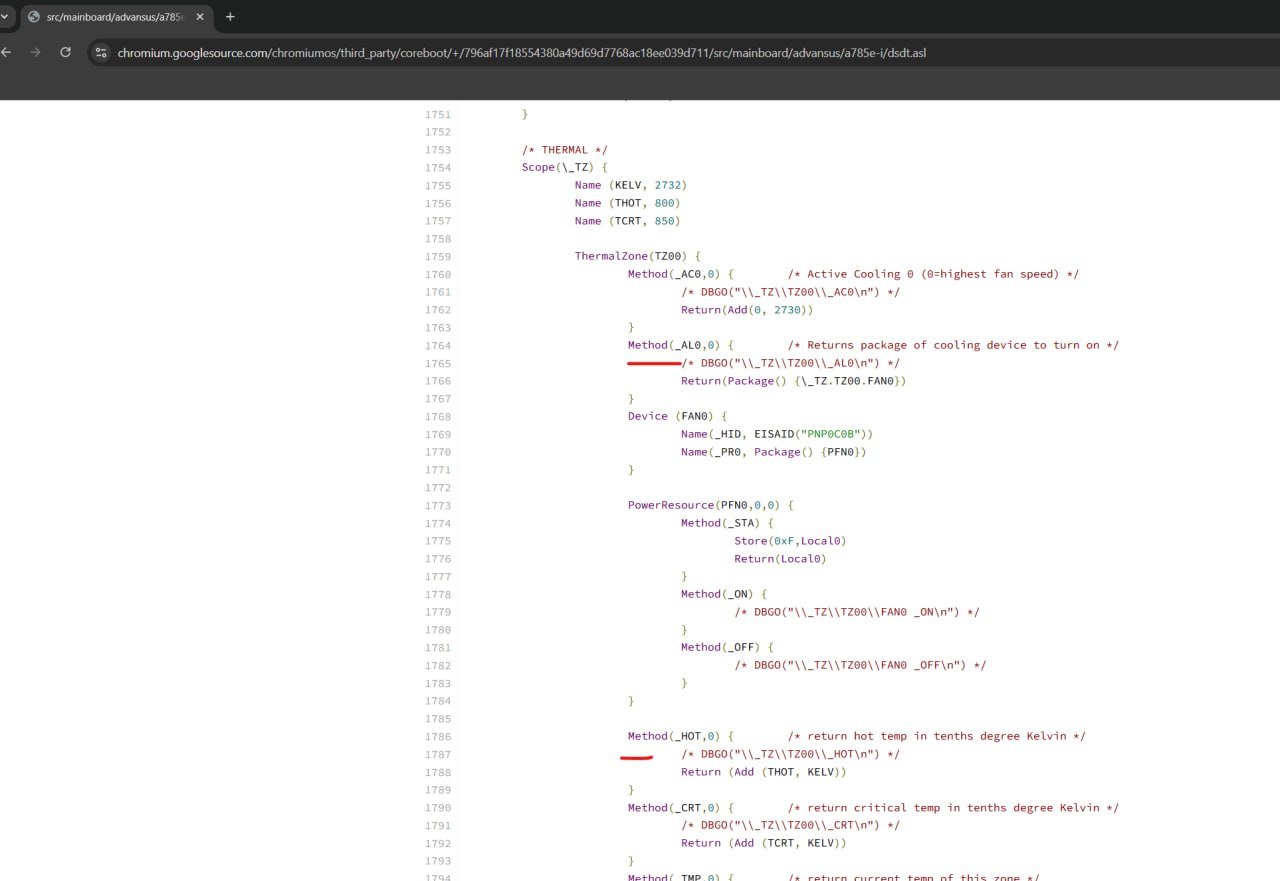 src/mainboard/advansus/a785e
chromium.googlesource.com/chromiumos/third_party/coreboot/+/796af17f18554380a49d69d7768ac18ee039d711/src/mainboard/advansus/a785e-i/dsdt.asl
1751 }
1752
1753 /* THERMAL */
1754 Scope(\_TZ) {
1755 Name (KELV, 2732)
1756 Name (THOT, 800)
1757 Name (TCRT, 850)
1758
1759 ThermalZone(TZ00) {
1760 Method(_AC0,0) { /* Active Cooling 0 (0=highest fan speed) */
1761 /* DBGO("\\_TZ\\TZ00\\_AC0\n") */
1762 Return(Add(0, 2730))
1763 }
1764 Method(_AL0,0) { /* Returns package of cooling device to turn on */
1765 /* DBGO("\\_TZ\\TZ00\\_AL0\n") */
1766 Return(Package() {\_TZ.TZ00.FAN0})
1767 }
1768 Device (FAN0) {
1769 Name(_HID, EISAID("PNP0C0B"))
1770 Name(_PR0, Package() {PFN0})
1771 }
1772
1773 PowerResource(PFN0,0,0) {
1774 Method(_STA) {
1775 Store(0xF,Local0)
1776 Return(Local0)
1777 }
1778 Method(_ON) {
1779 /* DBGO("\\_TZ\\TZ00\\FAN0 _ON\n") */
1780 }
1781 Method(_OFF) {
1782 /* DBGO("\\_TZ\\TZ00\\FAN0 _OFF\n") */
1783 }
1784 }
1785
1786 Method(_HOT,0) { /* return hot temp in tenths degree Kelvin */
1787 /* DBGO("\\_TZ\\TZ00\\_HOT\n") */
1788 Return (Add (THOT, KELV))
1789 }
1790 Method(_CRT,0) { /* return critical temp in tenths degree Kelvin */
1791 /* DBGO("\\_TZ\\TZ00\\_CRT\n") */
1792 Return (Add (TCRT, KELV))
1793 }
1794 Method(_TMP,0) { /* return current temp of this zone */